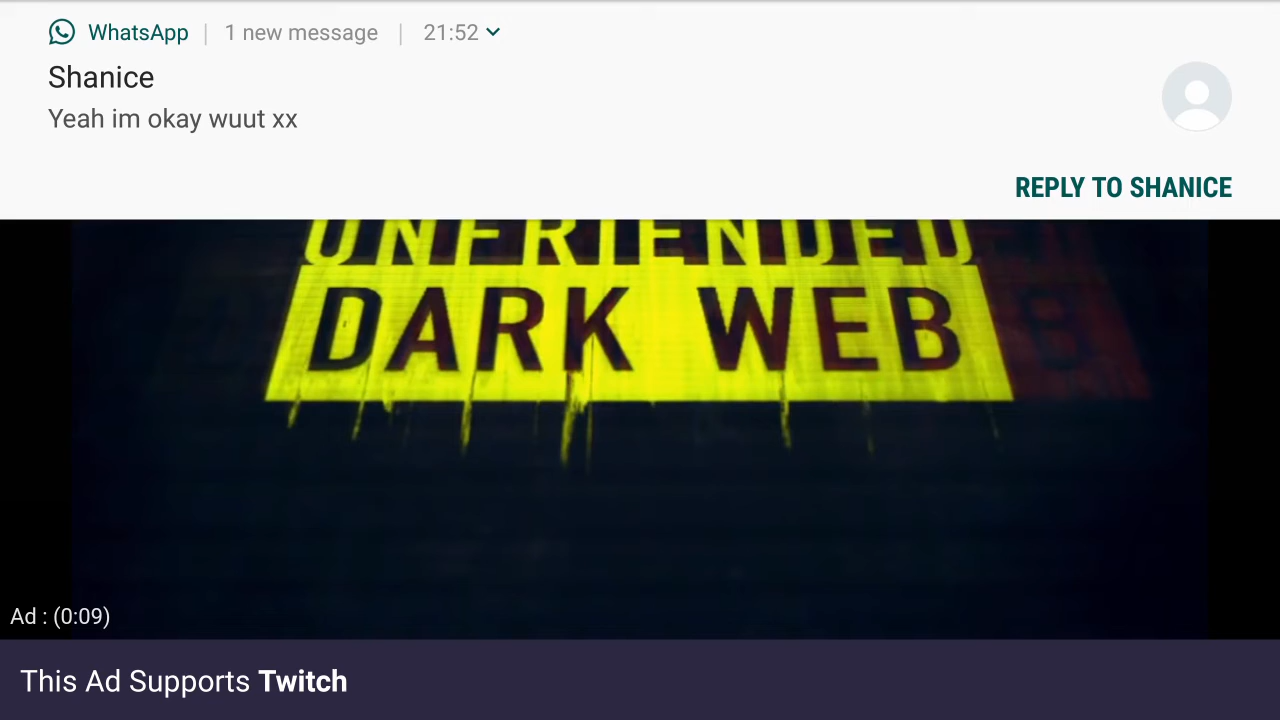 WhatsApp | 1 new message | 21:52
Shanice
Yeah im okay wuut xx
REPLY TO SHANICE
UNFRIENDED
DARK WEB
Ad : (0:09)
This Ad Supports Twitch